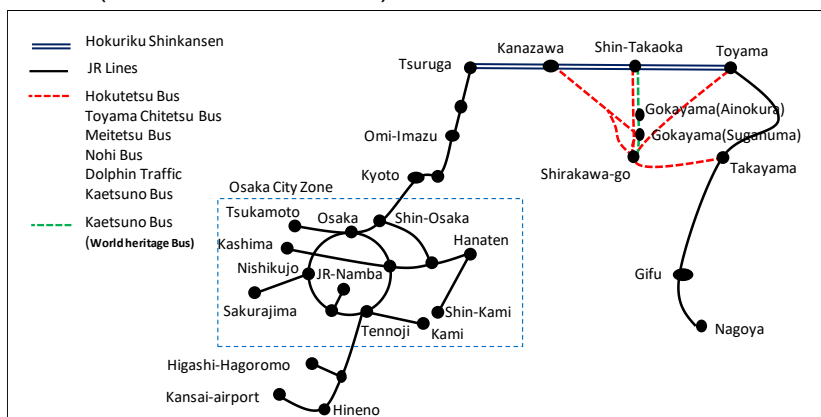 Hokuriku Shinkansen
JR Lines
Hokutetsu Bus
Toyama Chitetsu Bus
Meitetsu Bus
Nohi Bus
Dolphin Traffic
Kaetsuno Bus
Kaetsuno Bus
(World heritage Bus)
Kanazawa
Shin-Takaoka
Toyama
Tsuruga
Gokayama(Ainokura)
Omi-Imazu
Gokayama(Suganuma)
Kyoto
Shirakawa-go
Takayama
Osaka City Zone
Tsukamoto
Osaka
Shin-Osaka
Kashima
Hanaten
Nishikujo
JR-Namba
Gifu
Sakurajima
Shin-Kami
Tennoji
Kami
Nagoya
Higashi-Hagoromo
Kansai-airport
Hineno